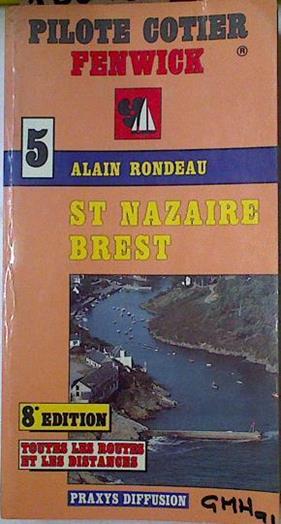 PILOTE COTIER
FENWICK
®
5
ALAIN RONDEAU
ST NAZAIRE
BREST
8e EDITION
TOUTES LES ROUTES
ET LES DISTANCES
PRAXYS DIFFUSION